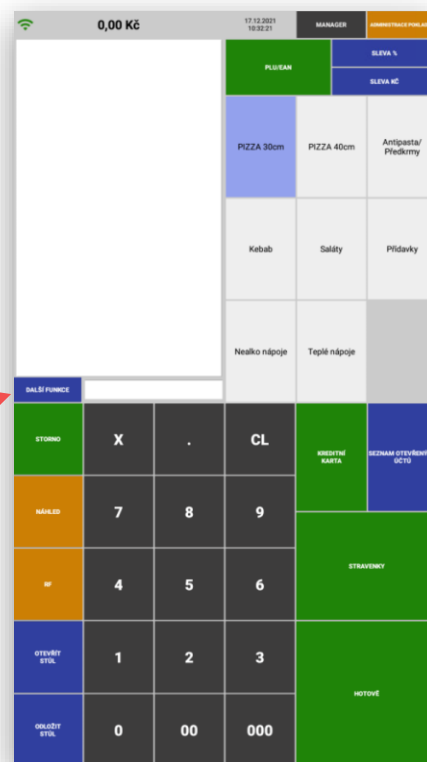 0,00 Kč
17.12.2021
10:32:21
MANAGER
ADMINISTRACE POKLAD
PLU/EAN
SLEVA %
SLEVA KČ
PIZZA 30cm
PIZZA 40cm
Antipasta/
Předkrmy
Kebab
Saláty
Přídavky
Nealko nápoje
Teplé nápoje
DALŠÍ FUNKCE
STORNO
X
.
CL
KREDITNÍ
KARTA
SEZNAM OTEVŘENÝ
ÚČTŮ
NÁHLED
7
8
9
STRAVENKY
RF
4
5
6
OTEVŘÍT
STŮL
1
2
3
HOTOVĚ
ODLOŽIT
STŮL
0
00
000